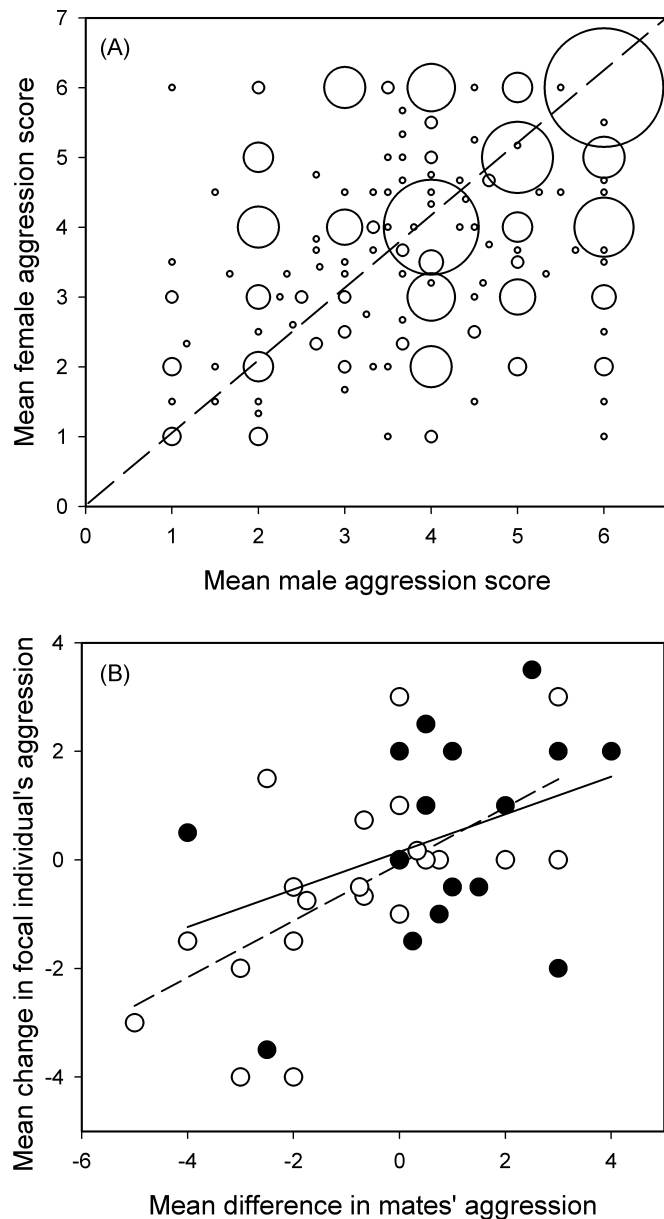 (A)
Mean female aggression score
7
6
5
4
3
2
1
0
0 1 2 3 4 5 6
Mean male aggression score
(B)
Mean change in focal individual's aggression
4
2
0
-2
-4
-6 -4 -2 0 2 4
Mean difference in mates' aggression